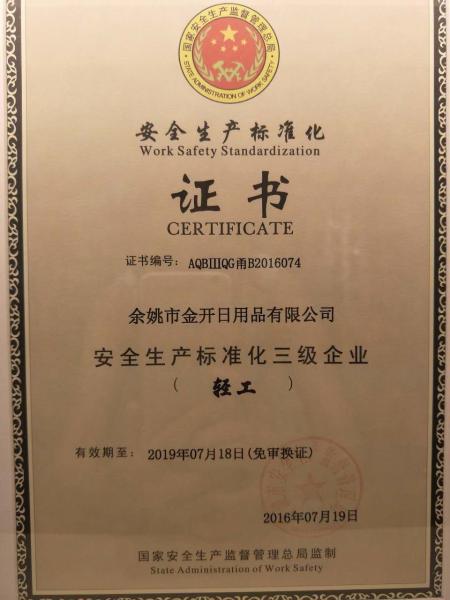 国家安全生产监督管理总局
STATE ADMINISTRATION OF WORK SAFETY
安全生产标准化
Work Safety Standardization
证书
CERTIFICATE
证书编号: AQBⅢQG甬B2016074
余姚市金开日用品有限公司
安全生产标准化三级企业
( 轻工 )
有效期至: 2019年07月18日(免审换证)
2016年07月19日
国家安全生产监督管理总局监制
State Administration of Work Safety